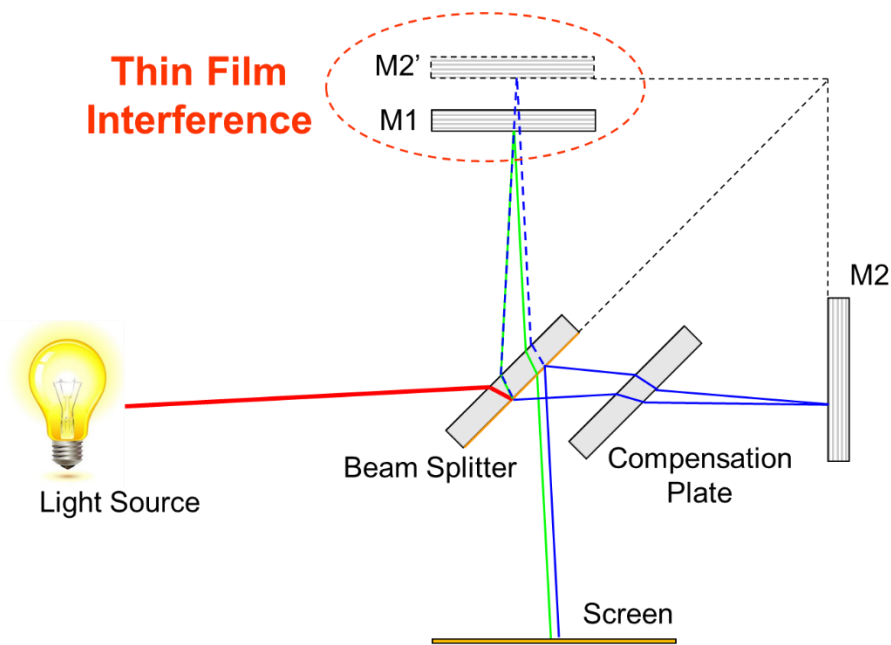 Thin Film
Interference
M2’
M1
M2
Beam Splitter
Compensation
Plate
Light Source
Screen